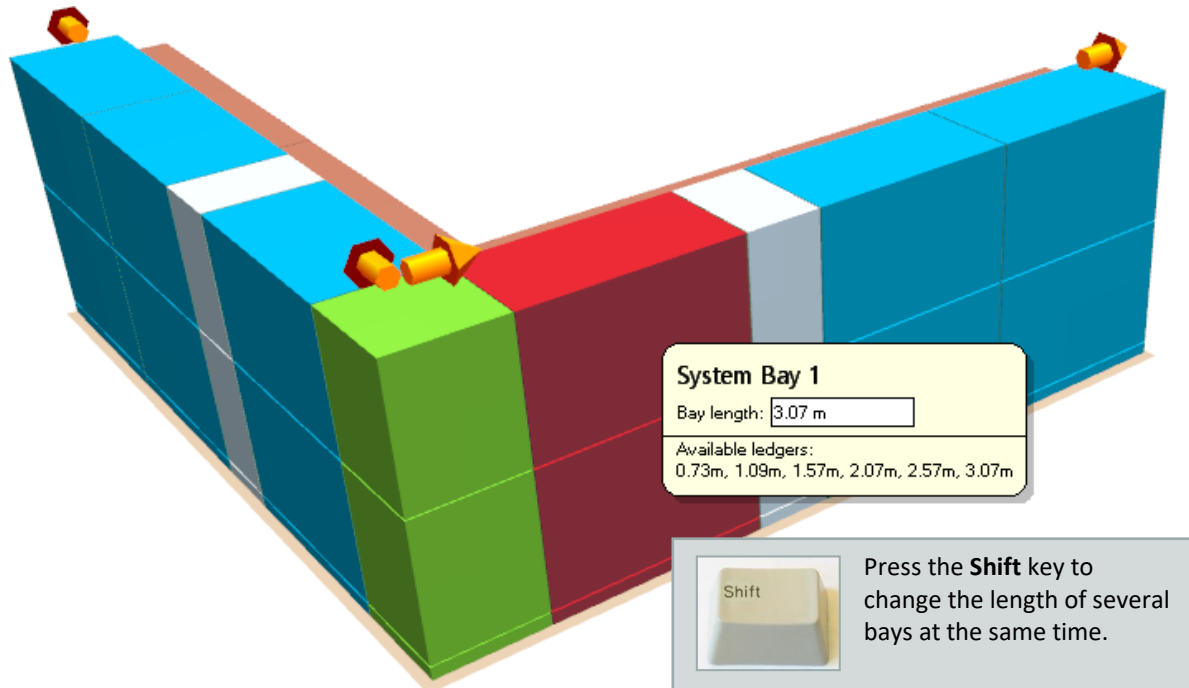 System Bay 1
Bay length: 3.07 m
Available ledgers:
0.73m, 1.09m, 1.57m, 2.07m, 2.57m, 3.07m
Shift
Press the Shift key to
change the length of several
bays at the same time.